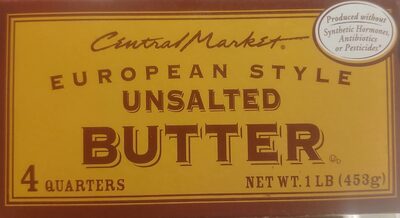 Central Market®
Produced without
Synthetic Hormones,
Antibiotics
or Pesticides*
EUROPEAN STYLE
UNSALTED
BUTTER
4 QUARTERS
NET WT. 1 LB (453g)